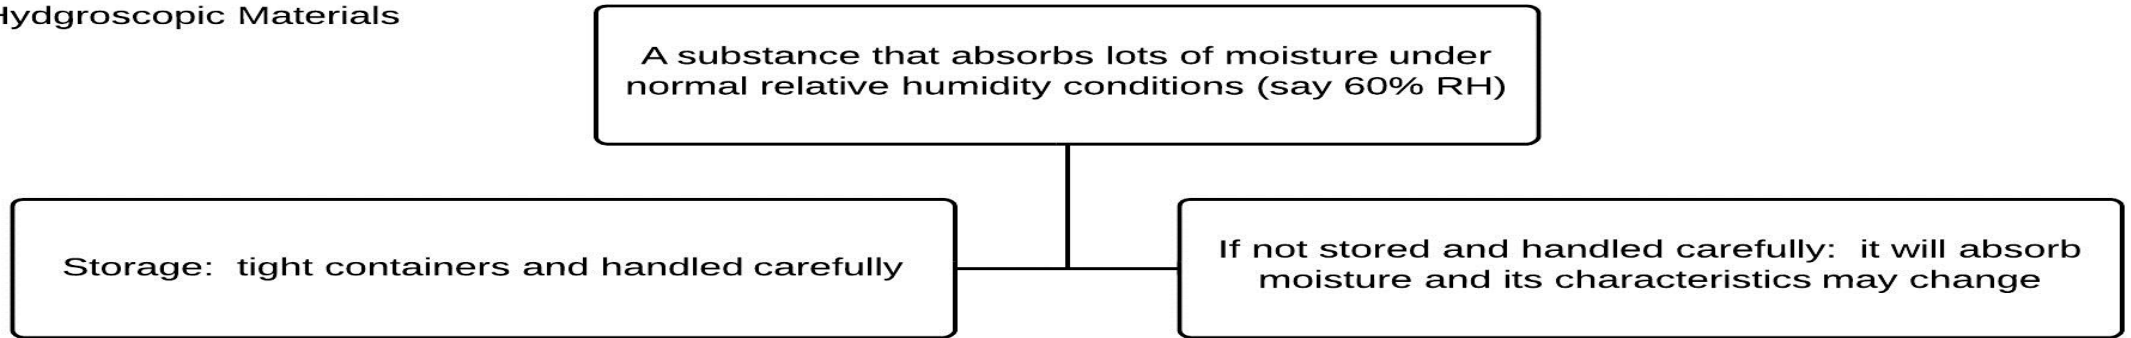 Hydgroscopic Materials
A substance that absorbs lots of moisture under
normal relative humidity conditions (say 60% RH)
Storage:  tight containers and handled carefully
If not stored and handled carefully:  it will absorb
moisture and its characteristics may change